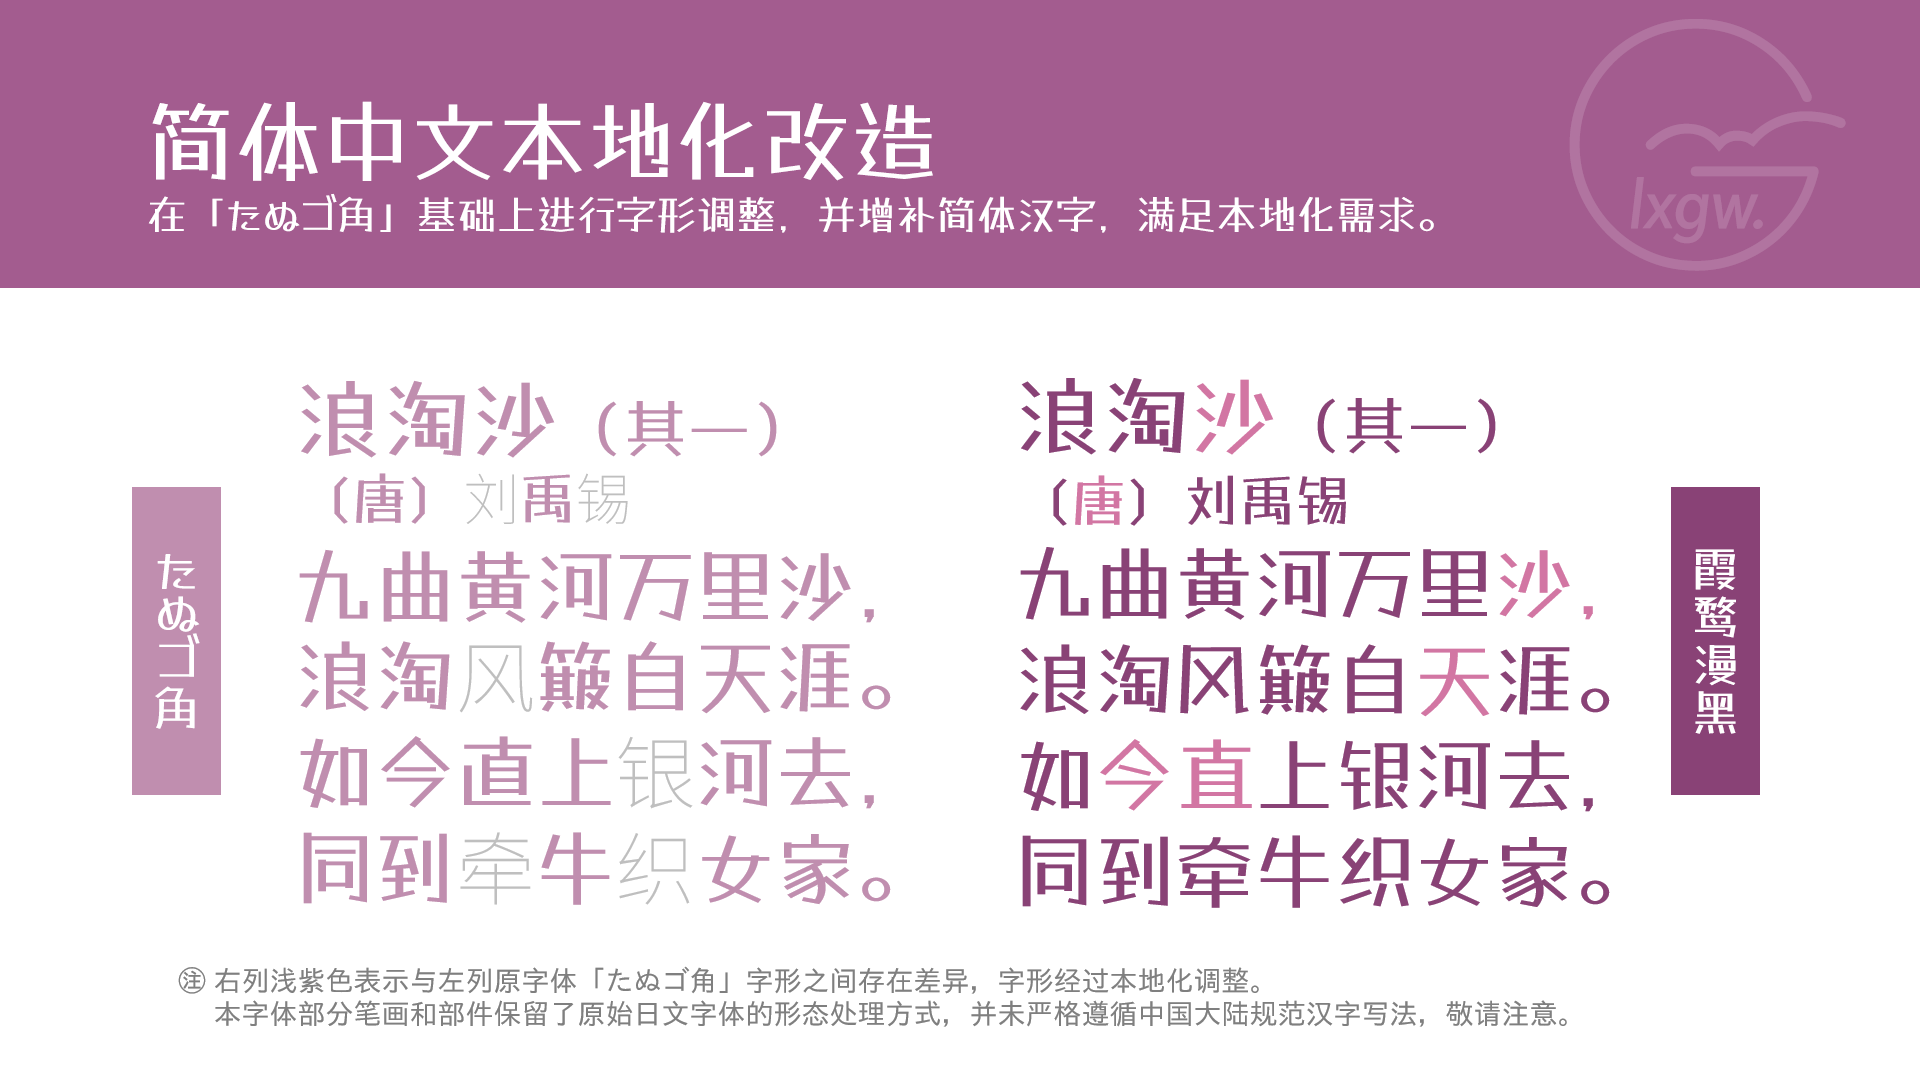 简体中文本地化改造
在「たぬゴ角」基础上进行字形调整，并增补简体汉字，满足本地化需求。
lxgw.
たぬゴ角
浪淘沙（其一）
〔唐〕刘禹锡
九曲黄河万里沙，
浪淘风簸自天涯。
如今直上银河去，
同到牵牛织女家。
浪淘沙（其一）
〔唐〕刘禹锡
九曲黄河万里沙，
浪淘风簸自天涯。
如今直上银河去，
同到牵牛织女家。
霞鹜漫黑
㊟ 右列浅紫色表示与左列原字体「たぬゴ角」字形之间存在差异，字形经过本地化调整。
本字体部分笔画和部件保留了原始日文字体的形态处理方式，并未严格遵循中国大陆规范汉字写法，敬请注意。